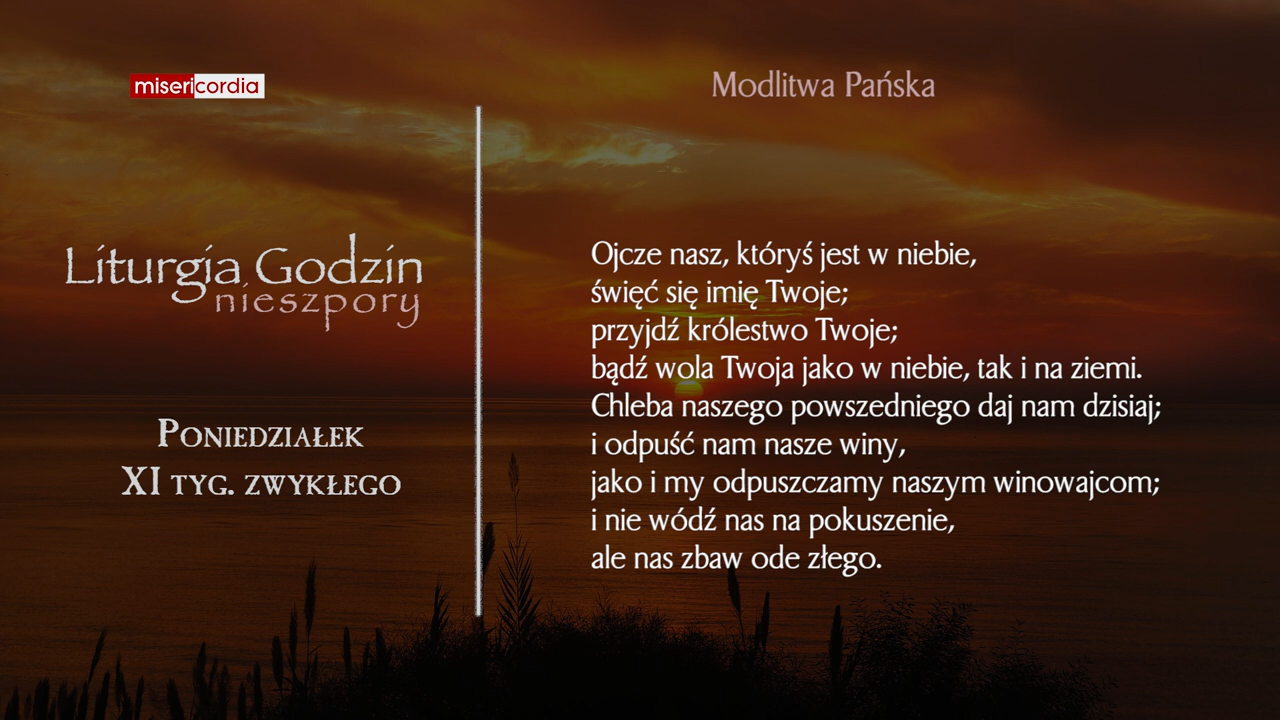 misericordia
Liturgia Godzin
nieszpory
Poniedziałek
XI tyg. zwykłego
Modlitwa Pańska
Ojcze nasz, któryś jest w niebie,
święć się imię Twoje;
przyjdź królestwo Twoje;
bądź wola Twoja jako w niebie, tak i na ziemi.
Chleba naszego powszedniego daj nam dzisiaj;
i odpuść nam nasze winy,
jako i my odpuszczamy naszym winowajcom;
i nie wódź nas na pokuszenie,
ale nas zbaw ode złego.